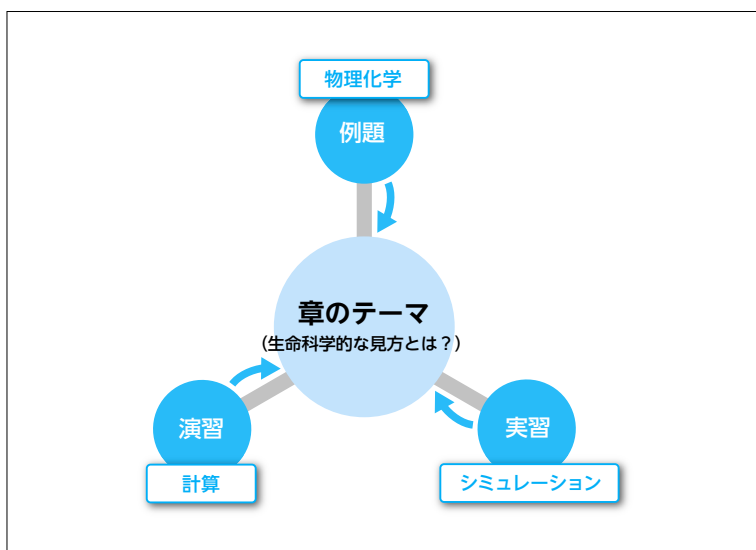 物理化学
例題
章のテーマ
(生命科学的な見方とは?)
演習
計算
実習
シミュレーション